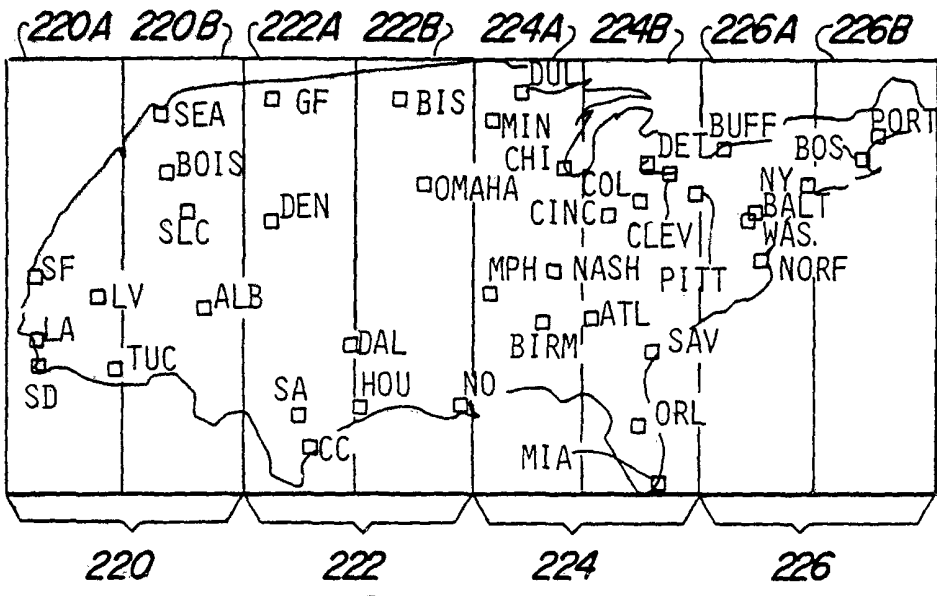 220A 220B 222A 222B 224A 224B 226A 226B
DUL
SEA GF BIS
MIN DET BUFF PORT
BOIS CHI BOS
OMAHA COL NY
SLC DEN CINC BALT
CLEV WAS.
SF MPH NASH PITT NORF
LV ALB
LA DAL BIRM ATL SAV
TUC
SD SA HOU NO
ORL
CC MIA
220 222 224 226